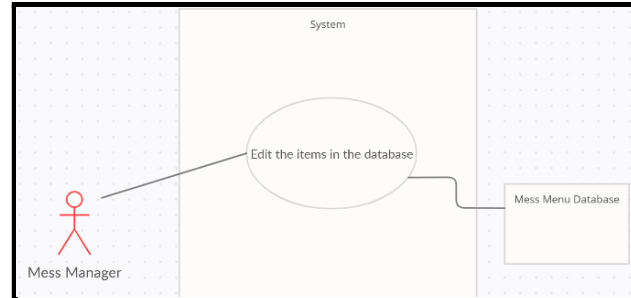 System
Edit the items in the database
Mess Menu Database
Mess Manager